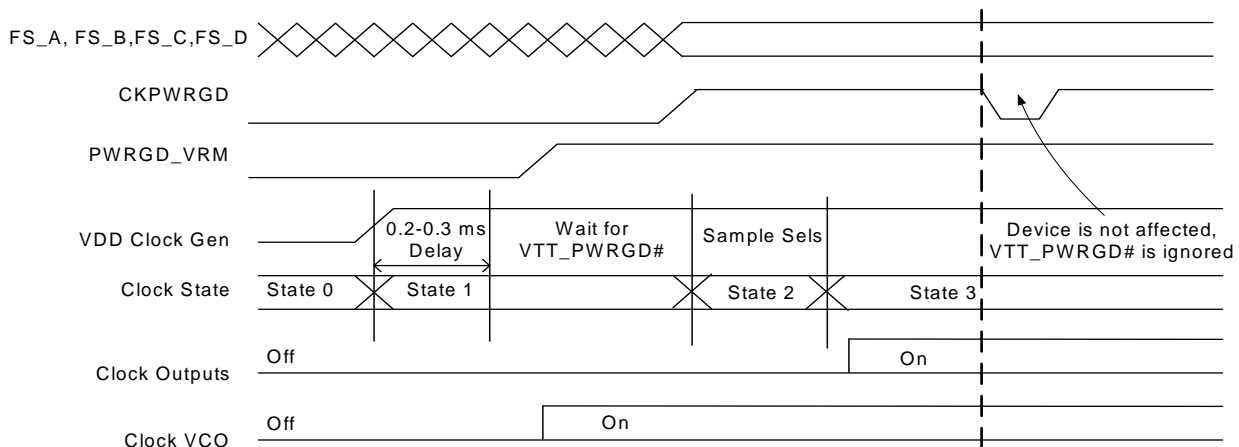 FS_A, FS_B,FS_C,FS_D
CKPWRGD
PWRGD_VRM
VDD Clock Gen
0.2-0.3 ms
Delay
Wait for
VTT_PWRGD#
Sample Sels
Device is not affected,
VTT_PWRGD# is ignored
Clock State
State 0
State 1
State 2
State 3
Clock Outputs
Off
On
Clock VCO
Off
On